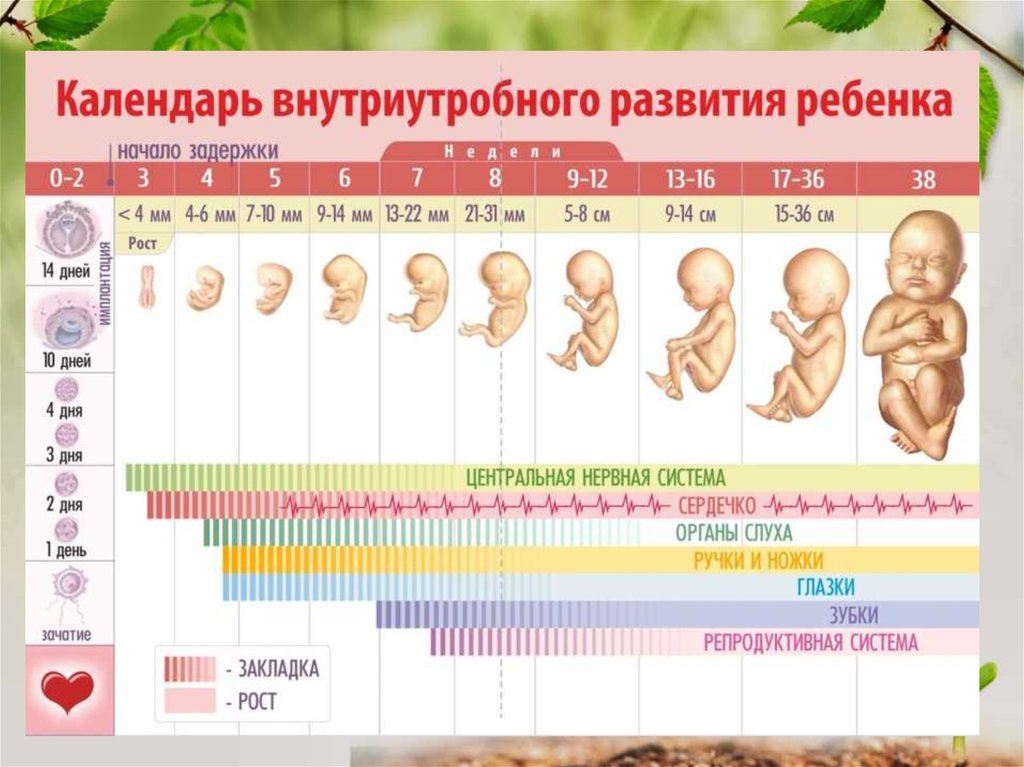 Календарь внутриутробного развития ребенка
начало задержки
Недели
0-2 3 4 5 6 7 8 9-12 13-16 17-36 38
< 4 мм 4-6 мм 7-10 мм 9-14 мм 13-22 мм 21-31 мм 5-8 см 9-14 см 15-36 см
Рост
14 дней
имплантация
10 дней
4 дня
3 дня
2 дня
1 день
зачатие
ЦЕНТРАЛЬНАЯ НЕРВНАЯ СИСТЕМА
СЕРДЕЧКО
ОРГАНЫ СЛУХА
РУЧКИ И НОЖКИ
ГЛАЗКИ
ЗУБКИ
РЕПРОДУКТИВНАЯ СИСТЕМА
- ЗАКЛАДКА
- РОСТ